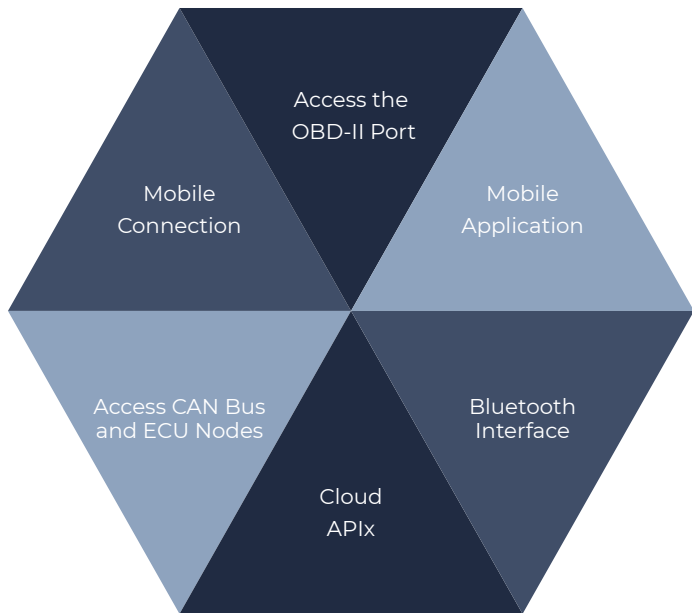 Access the
OBD-II Port
Mobile
Connection
Mobile
Application
Access CAN Bus
and ECU Nodes
Bluetooth
Interface
Cloud
APIx